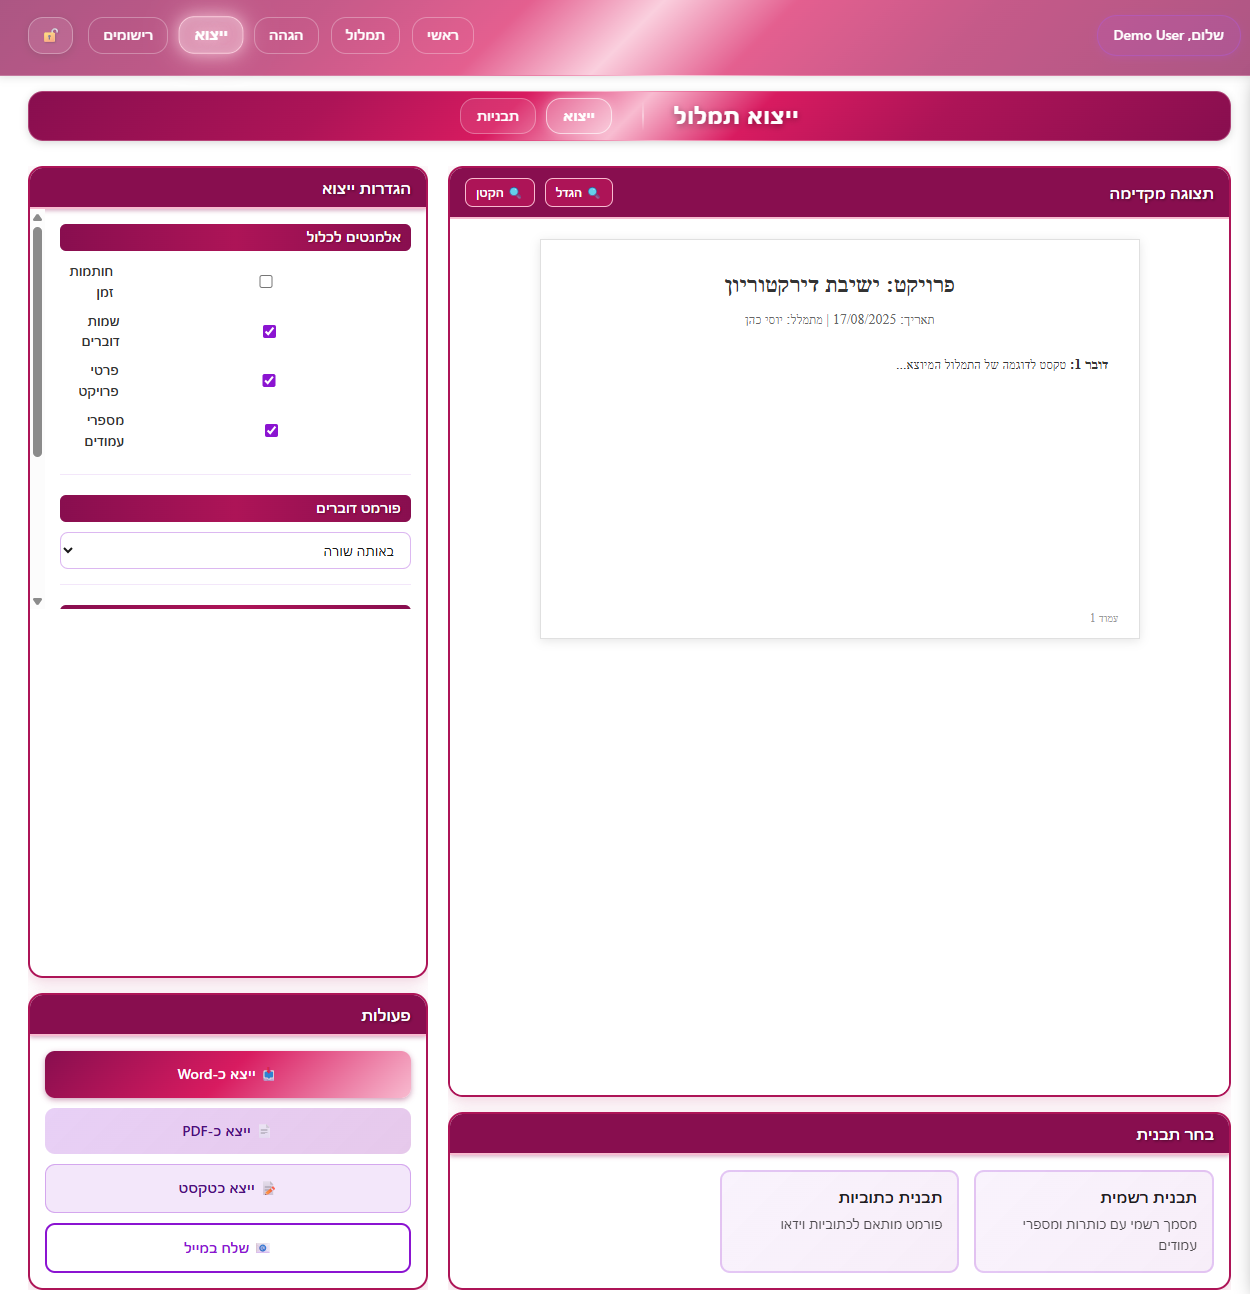 שלום, Demo User
ראשי
תמלול
הגהה
ייצוא
רישומים
ייצוא תמלול
ייצוא
תבניות
תצוגה מקדימה
הגדל
הקטן
פרויקט: ישיבת דירקטוריון
תאריך: 17/08/2025 | מתמלל: יוסי כהן
דובר 1: טקסט לדוגמה של התמלול המיוצא...
עמוד 1
בחר תבנית
תבנית רשמית
מסמך רשמי עם כותרות ומספרי
עמודים
תבנית כתוביות
פורמט מותאם לכתוביות וידאו
הגדרות ייצוא
אלמנטים לכלול
חותמות
זמן
שמות
דוברים
פרטי
פרויקט
מספרי
עמודים
פורמט דוברים
באותה שורה
פעולות
ייצא כ-Word
ייצא כ-PDF
ייצא כטקסט
שלח במייל